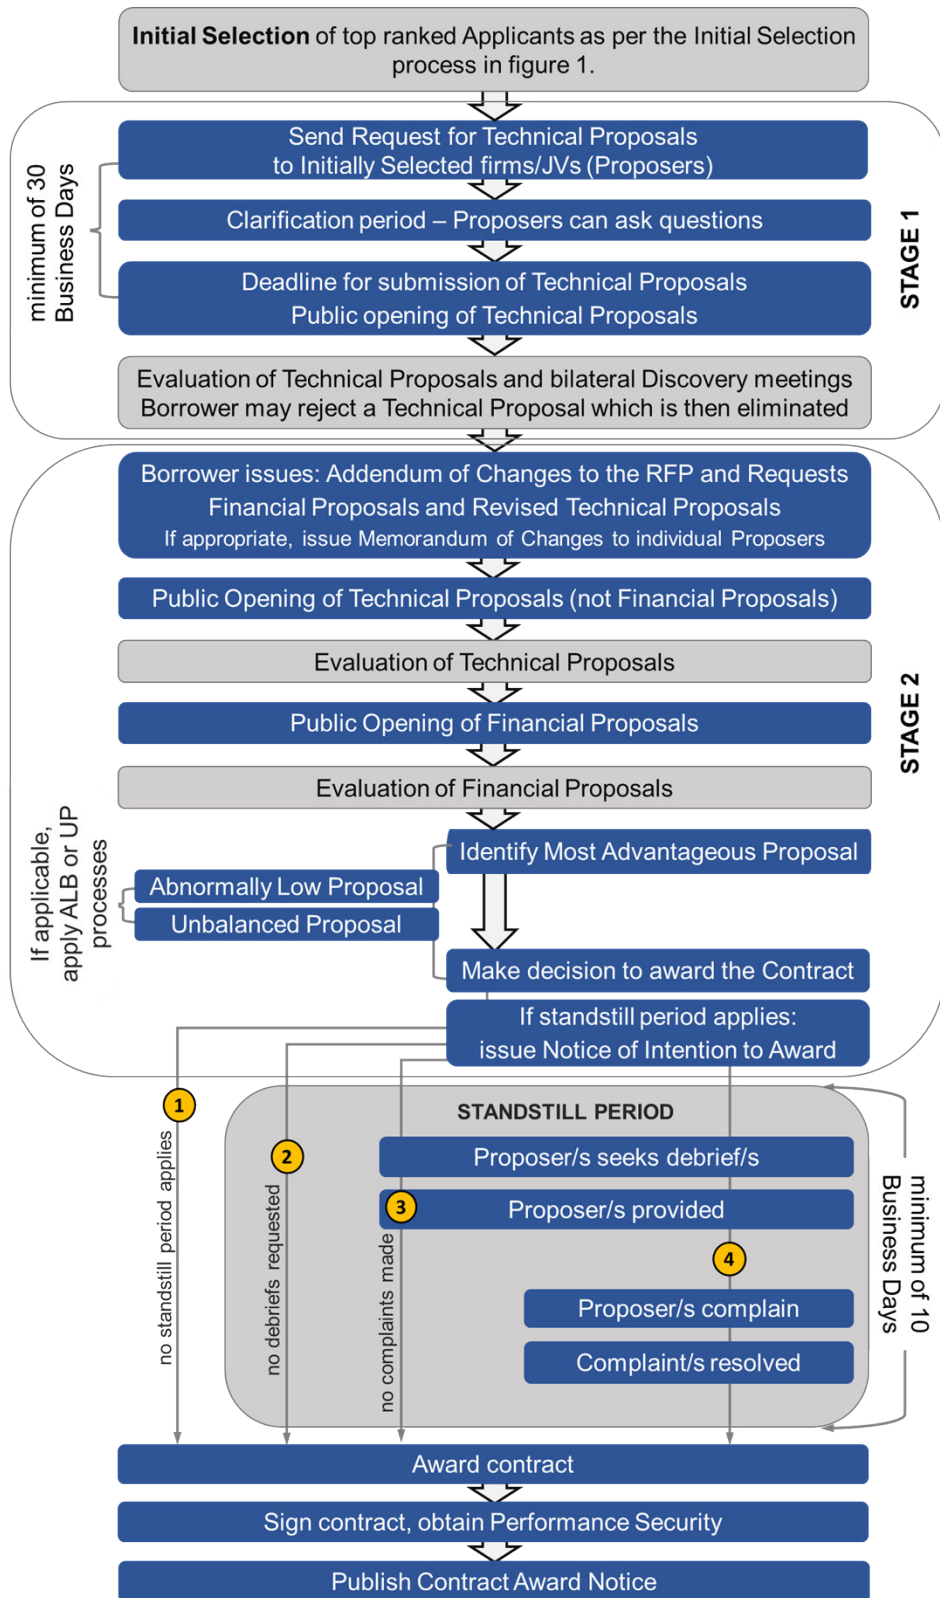 Initial Selection of top ranked Applicants as per the Initial Selection
process in figure 1.
Send Request for Technical Proposals
to Initially Selected firms/JVs (Proposers)
minimum of 30
Business Days
Clarification period – Proposers can ask questions
STAGE 1
Deadline for submission of Technical Proposals
Public opening of Technical Proposals
Evaluation of Technical Proposals and bilateral Discovery meetings
Borrower may reject a Technical Proposal which is then eliminated
Borrower issues: Addendum of Changes to the RFP and Requests
Financial Proposals and Revised Technical Proposals
If appropriate, issue Memorandum of Changes to individual Proposers
Public Opening of Technical Proposals (not Financial Proposals)
Evaluation of Technical Proposals
STAGE 2
Public Opening of Financial Proposals
Evaluation of Financial Proposals
Identify Most Advantageous Proposal
If applicable,
apply ALB or UP
processes
Abnormally Low Proposal
Unbalanced Proposal
Make decision to award the Contract
If standstill period applies:
issue Notice of Intention to Award
1
no standstill period applies
STANDSTILL PERIOD
2
no debriefs requested
Proposer/s seeks debrief/s
3
no complaints made
Proposer/s provided
4
Proposer/s complain
Complaint/s resolved
minimum of 10
Business Days
Award contract
Sign contract, obtain Performance Security
Publish Contract Award Notice